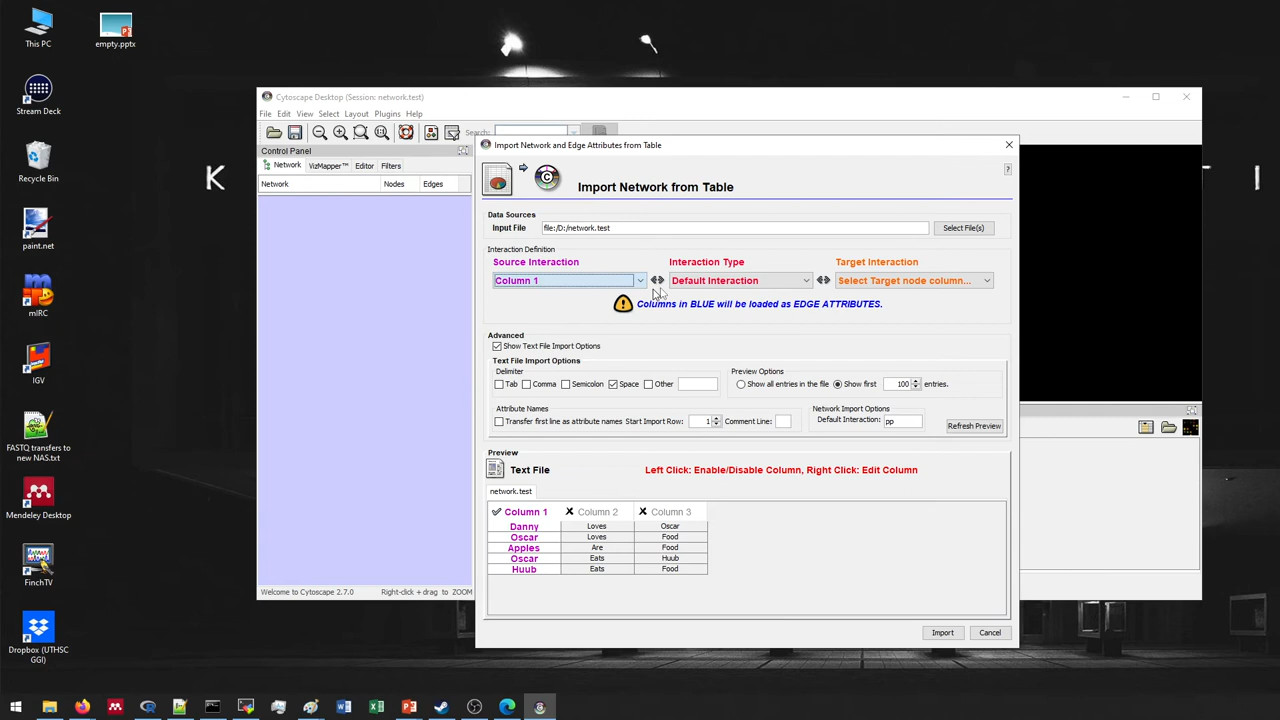 This PC
empty.pptx
Stream Deck
Recycle Bin
paint.net
mIRC
IGV
FASTQ transfers to
new NAS.txt
Mendeley Desktop
FinchTV
Dropbox (UTHSC
GGI)
K
Cytoscape Desktop (Session: network.test)
File Edit View Select Layout Plugins Help
Search:
Control Panel
Network VizMapper™ Editor Filters
Network Nodes Edges
Welcome to Cytoscape 2.7.0 Right-click + drag to ZOOM
Import Network and Edge Attributes from Table
Import Network from Table
Data Sources
Input File file:/D:/network.test Select File(s)
Interaction Definition
Source Interaction Interaction Type Target Interaction
Column 1 Default Interaction Select Target node column...
Columns in BLUE will be loaded as EDGE ATTRIBUTES.
Advanced
Show Text File Import Options
Text File Import Options
Delimiter Preview Options
Tab Comma Semicolon Space Other Show all entries in the file Show first 100 entries.
Attribute Names Network Import Options
Transfer first line as attribute names Start Import Row: 1 Comment Line: Default Interaction: pp Refresh Preview
Preview
Text File Left Click: Enable/Disable Column, Right Click: Edit Column
network.test
Column 1 Column 2 Column 3
Danny Loves Oscar
Oscar Loves Food
Apples Are Food
Oscar Eats Huub
Huub Eats Food
Import Cancel